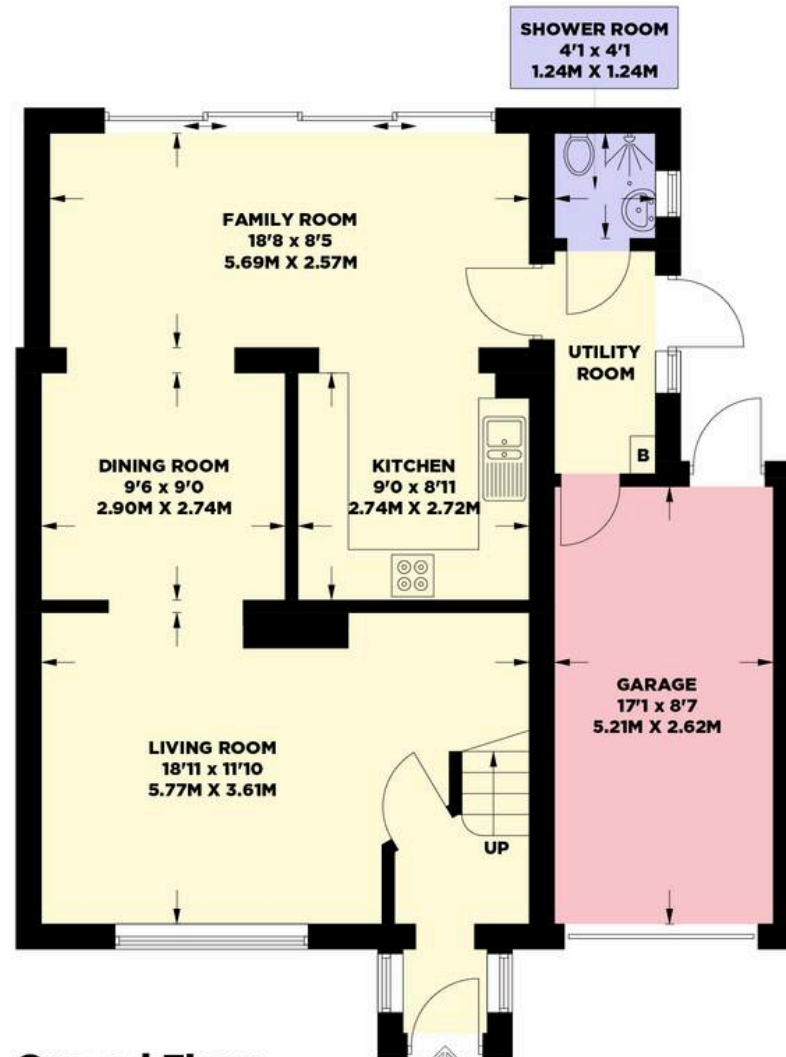 SHOWER ROOM
4'1 x 4'1
1.24M X 1.24M
FAMILY ROOM
18'8 x 8'5
5.69M X 2.57M
UTILITY
ROOM
B
DINING ROOM
9'6 x 9'0
2.90M X 2.74M
KITCHEN
9'0 x 8'11
2.74M X 2.72M
GARAGE
17'1 x 8'7
5.21M X 2.62M
LIVING ROOM
18'11 x 11'10
5.77M X 3.61M
UP